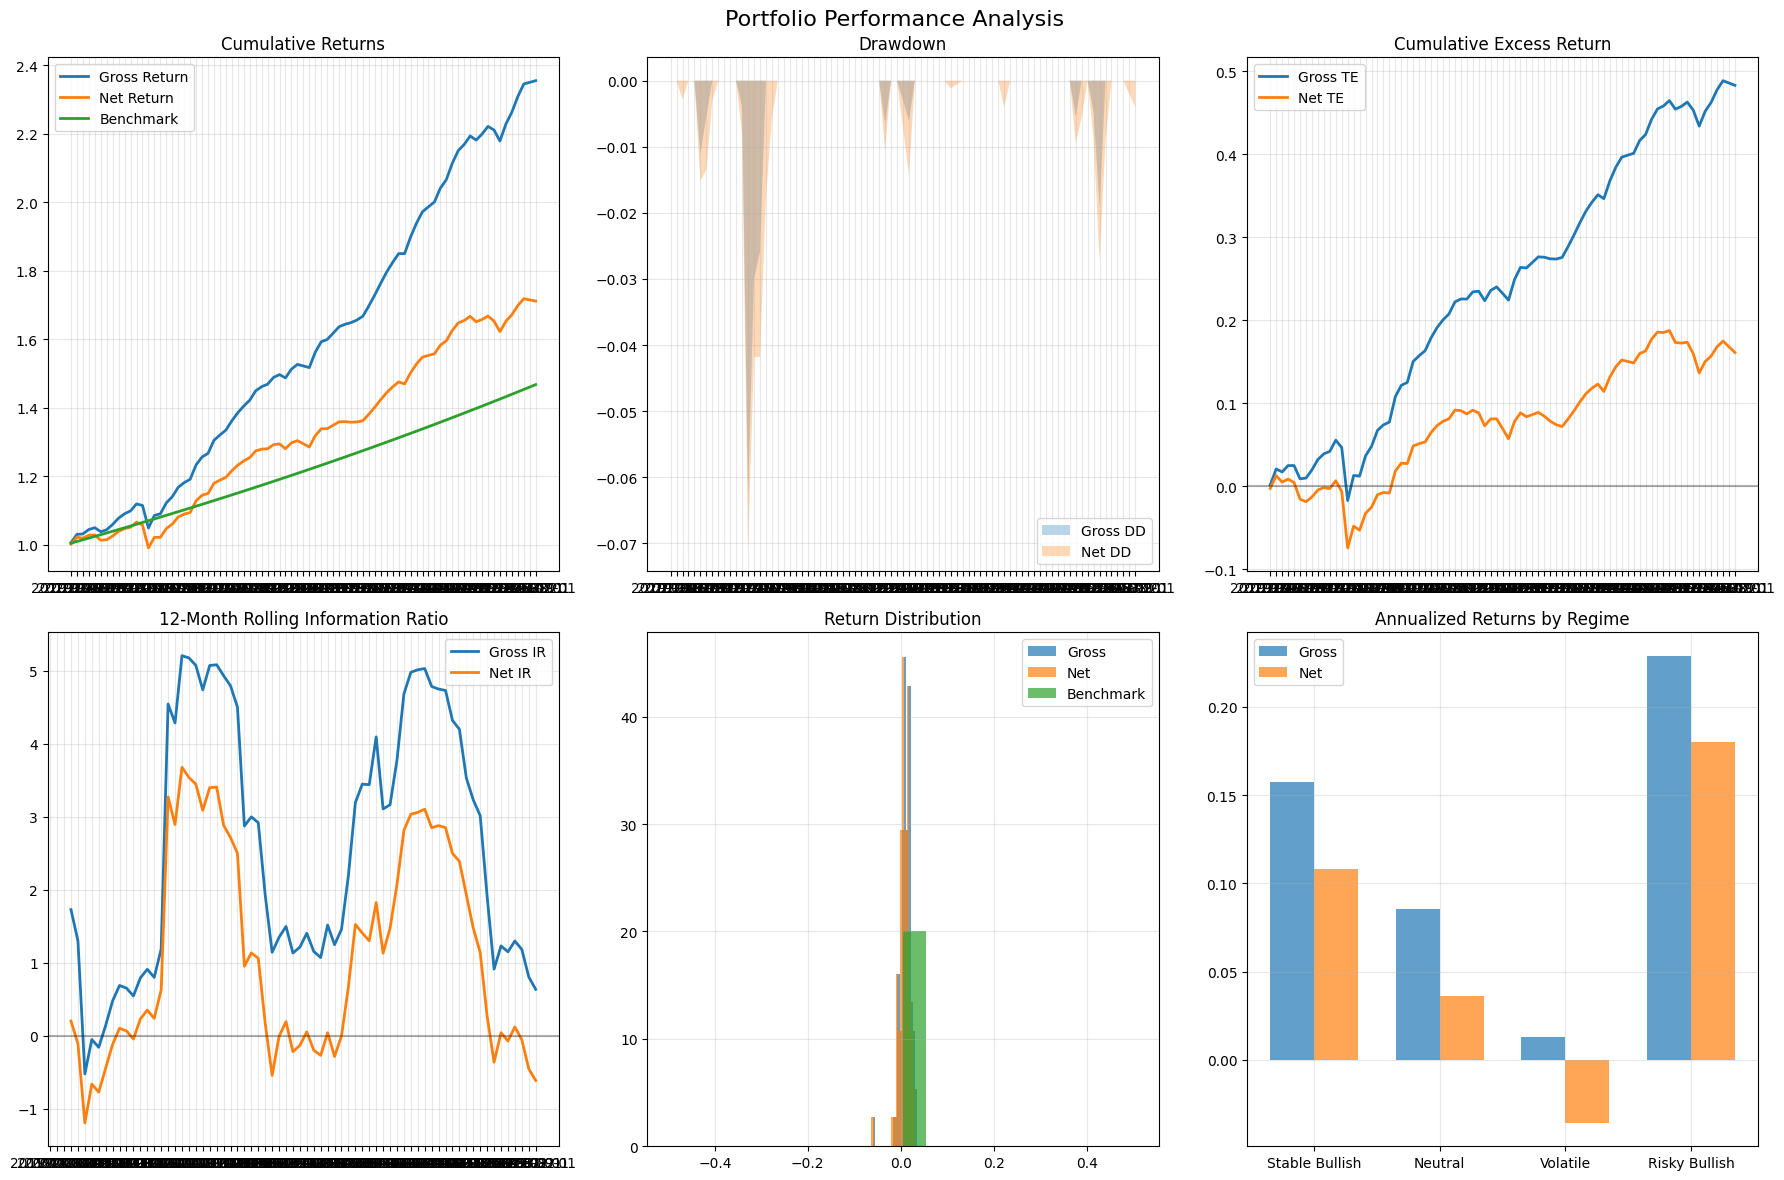 Portfolio Performance Analysis
Cumulative Returns
2.4
2.2
2.0
1.8
1.6
1.4
1.2
1.0
Gross Return
Net Return
Benchmark
Drawdown
0.00
−0.01
−0.02
−0.03
−0.04
−0.05
−0.06
−0.07
Gross DD
Net DD
Cumulative Excess Return
0.5
0.4
0.3
0.2
0.1
0.0
−0.1
Gross TE
Net TE
12-Month Rolling Information Ratio
5
4
3
2
1
0
−1
Gross IR
Net IR
Return Distribution
40
30
20
10
0
−0.4
−0.2
0.0
0.2
0.4
Gross
Net
Benchmark
Annualized Returns by Regime
0.20
0.15
0.10
0.05
0.00
Gross
Net
Stable Bullish
Neutral
Volatile
Risky Bullish